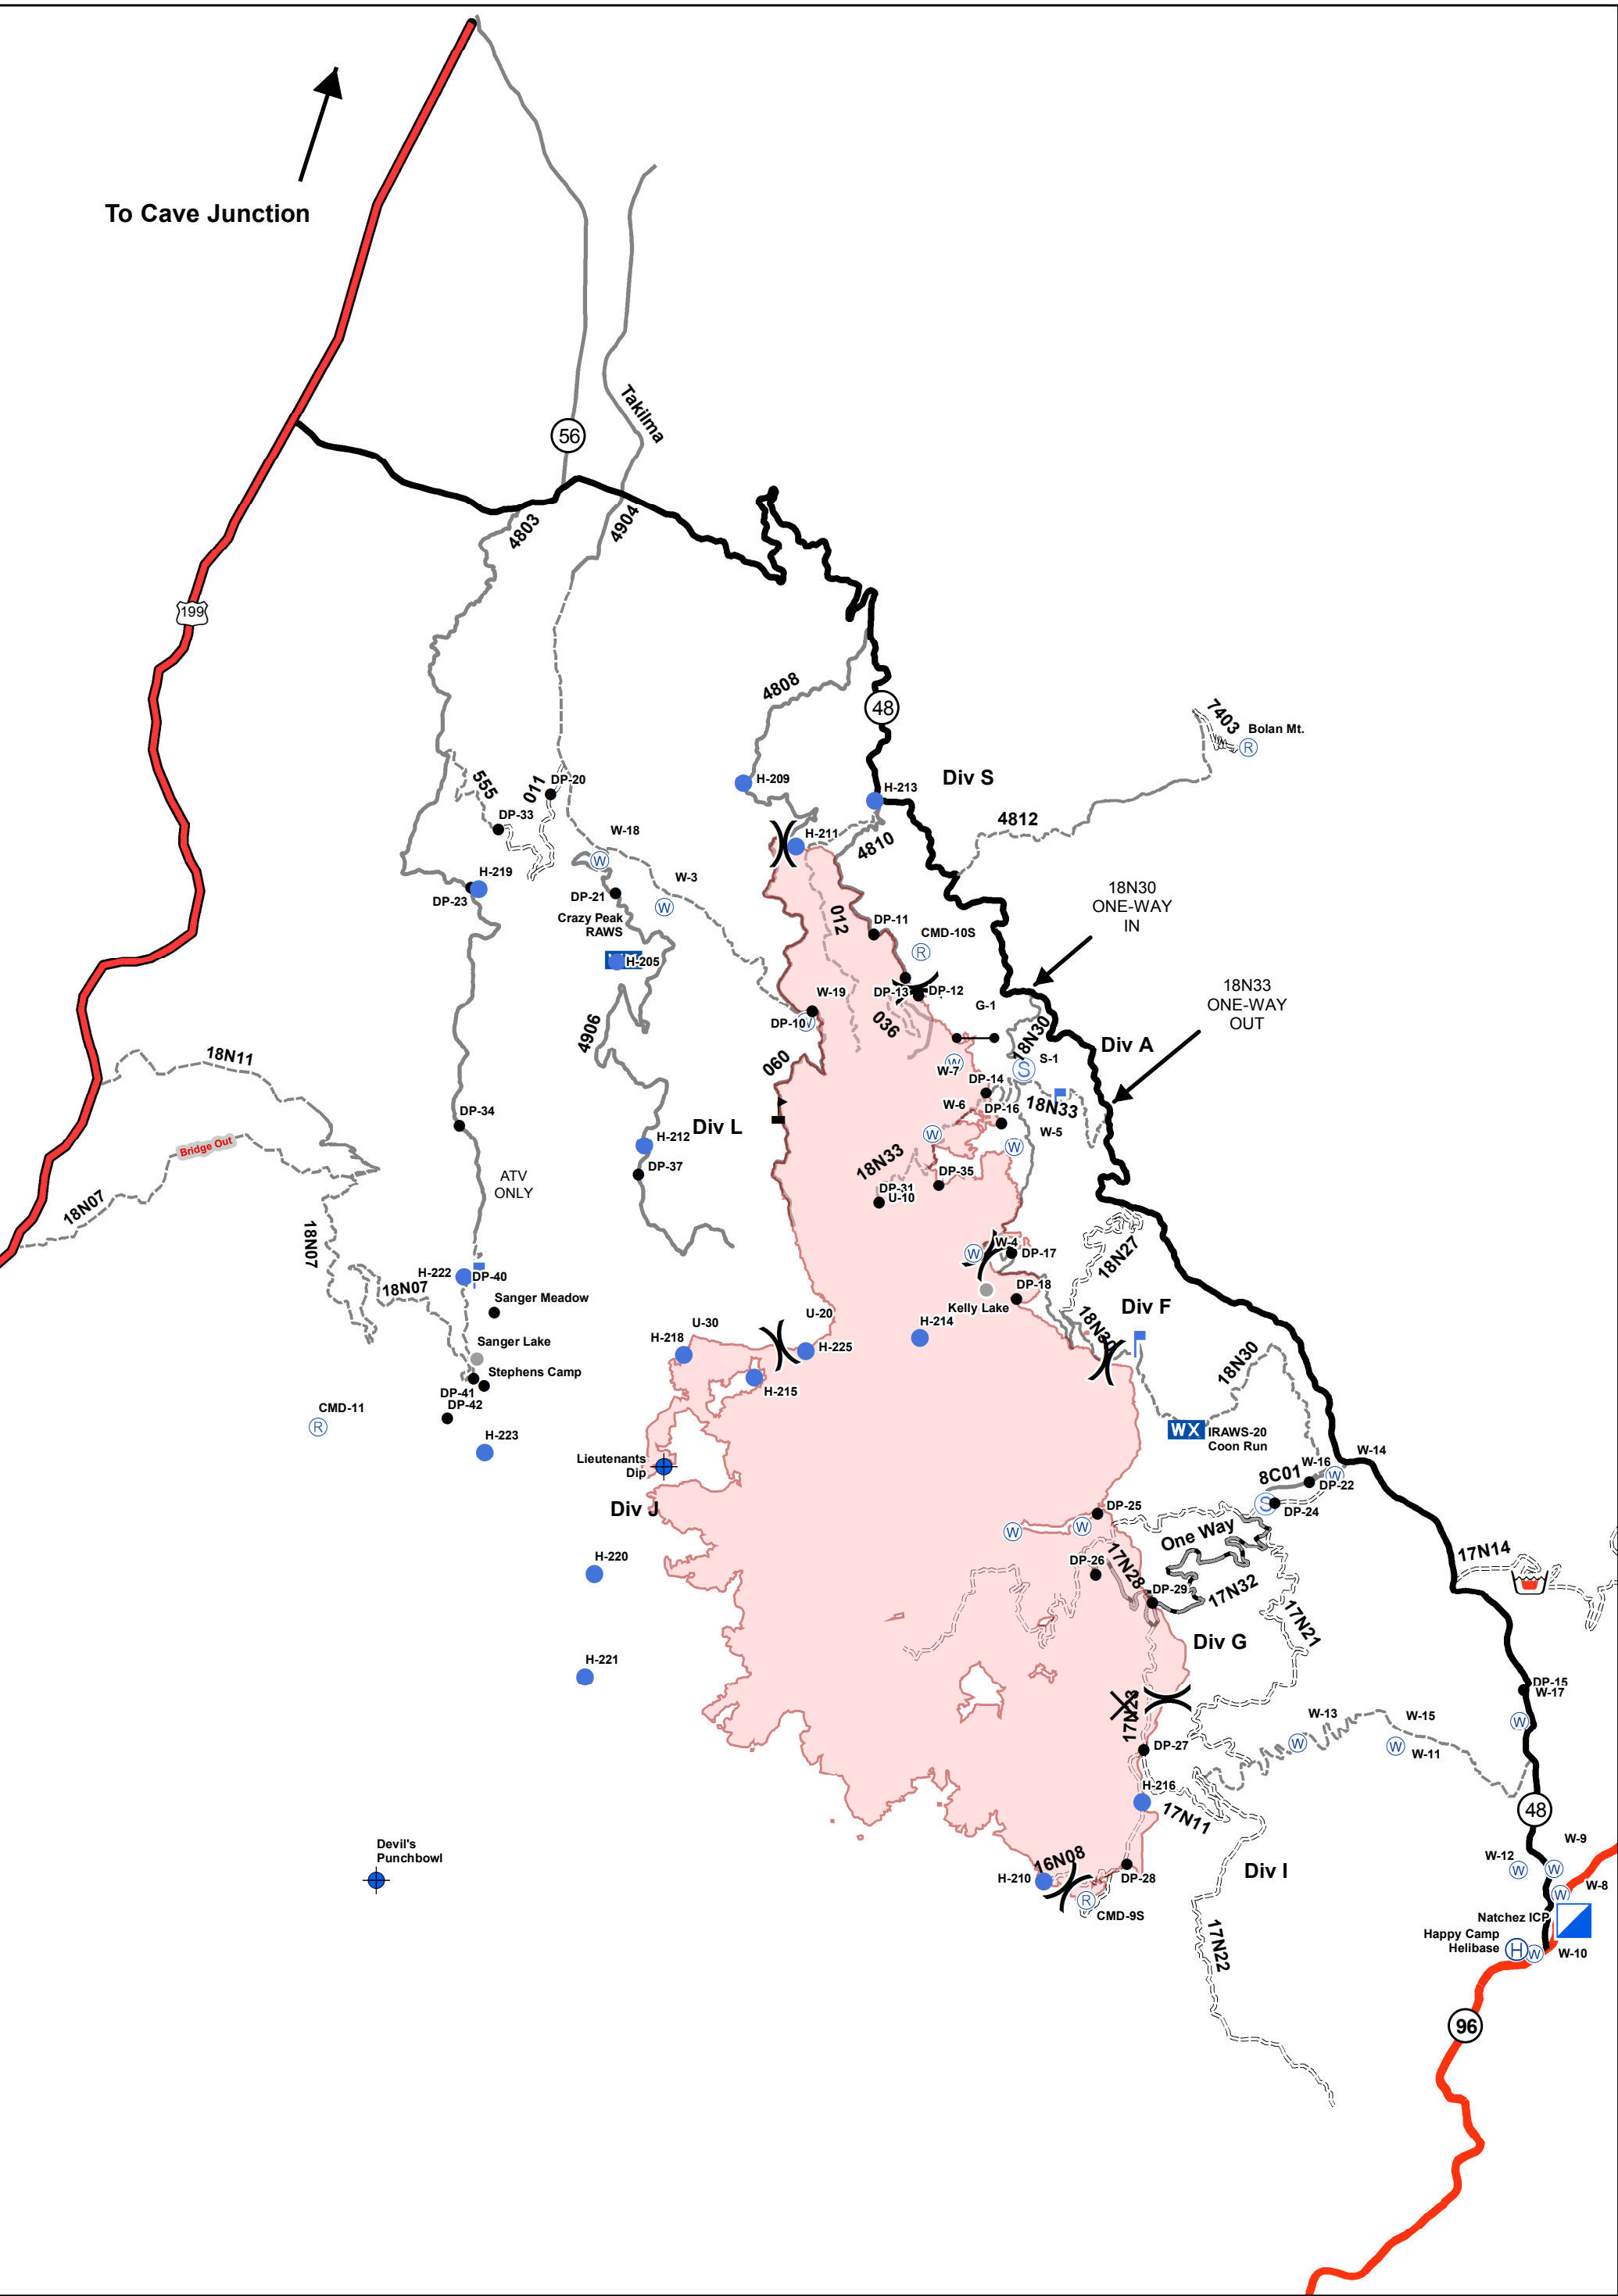 To Cave Junction
56
Takilma
4803
4904
199
4808
48
7403
Bolan Mt.
555
011
DP-20
H-209
Div S
H-213
DP-33
W-18
W
H-211
4810
4812
H-219
DP-23
DP-21
W-3
W
Crazy Peak
RAWS
H-205
012
DP-11
CMD-10S
R
18N30
ONE-WAY
IN
DP-13
DP-12
W-19
DP-10
W
036
G-1
18N33
ONE-WAY
OUT
4906
060
18N30
S-1
S
Div A
18N11
W
W-7
DP-14
W-6
DP-16
18N33
W-5
W
W
DP-34
Bridge Out
Div L
H-212
DP-37
ATV
ONLY
18N33
DP-35
DP-31
U-10
18N07
18N07
W-4
W
DP-17
18N27
H-222
DP-40
18N07
Sanger Meadow
DP-18
Kelly Lake
Div F
18N30
U-20
U-30
H-218
H-225
H-214
Sanger Lake
Stephens Camp
DP-41
DP-42
H-215
18N30
CMD-11
R
H-223
WX
IRAWS-20
Coon Run
Lieutenants
Dip
W-14
W-16
W
8C01
DP-22
S
DP-24
Div J
DP-25
W
W
One Way
H-220
DP-26
17N28
DP-29
17N32
17N14
17N21
Div G
H-221
17N23
DP-15
W-17
W
W-13
W
W-15
W
W-11
DP-27
H-216
17N11
48
Devil's
Punchbowl
16N08
H-210
DP-28
R
CMD-9S
Div I
W-9
W-12
W
W
W-8
W
17N22
Natchez ICP
Happy Camp
Helibase
H
W
W-10
96